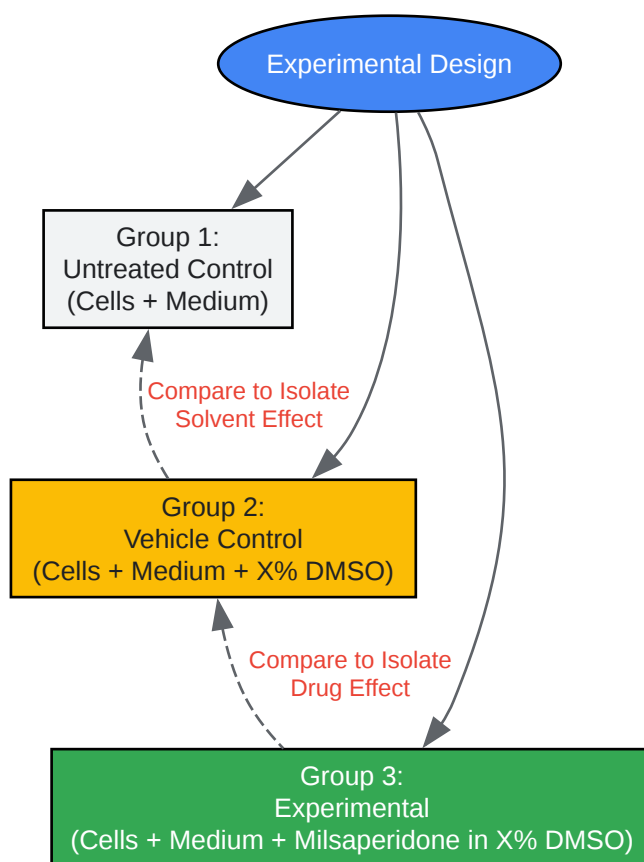 Experimental Design
Group 1:
Untreated Control
(Cells + Medium)
Compare to Isolate
Solvent Effect
Group 2:
Vehicle Control
(Cells + Medium + X% DMSO)
Compare to Isolate
Drug Effect
Group 3:
Experimental
(Cells + Medium + Milsaperidone in X% DMSO)